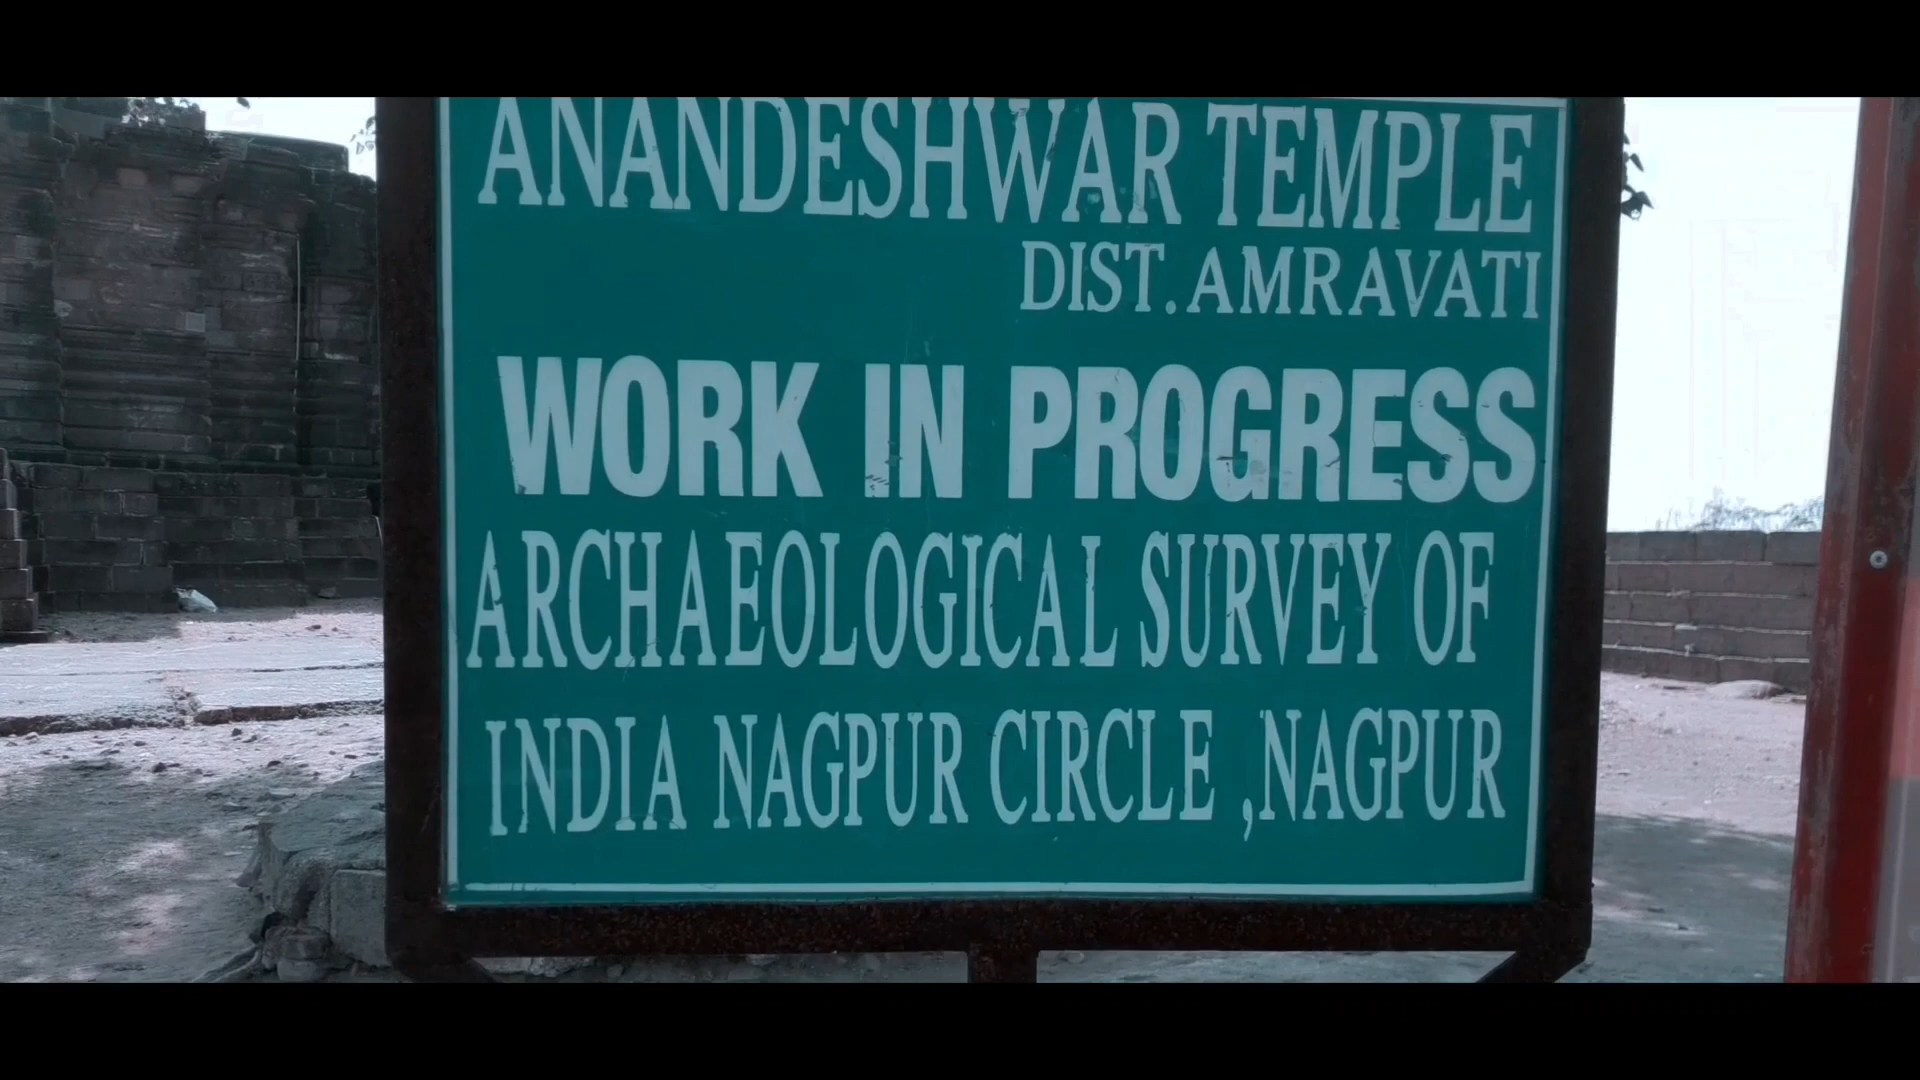 ANANDESHWAR TEMPLE
DIST. AMRAVATI
WORK IN PROGRESS
ARCHAEOLOGICAL SURVEY OF
INDIA NAGPUR CIRCLE ,NAGPUR